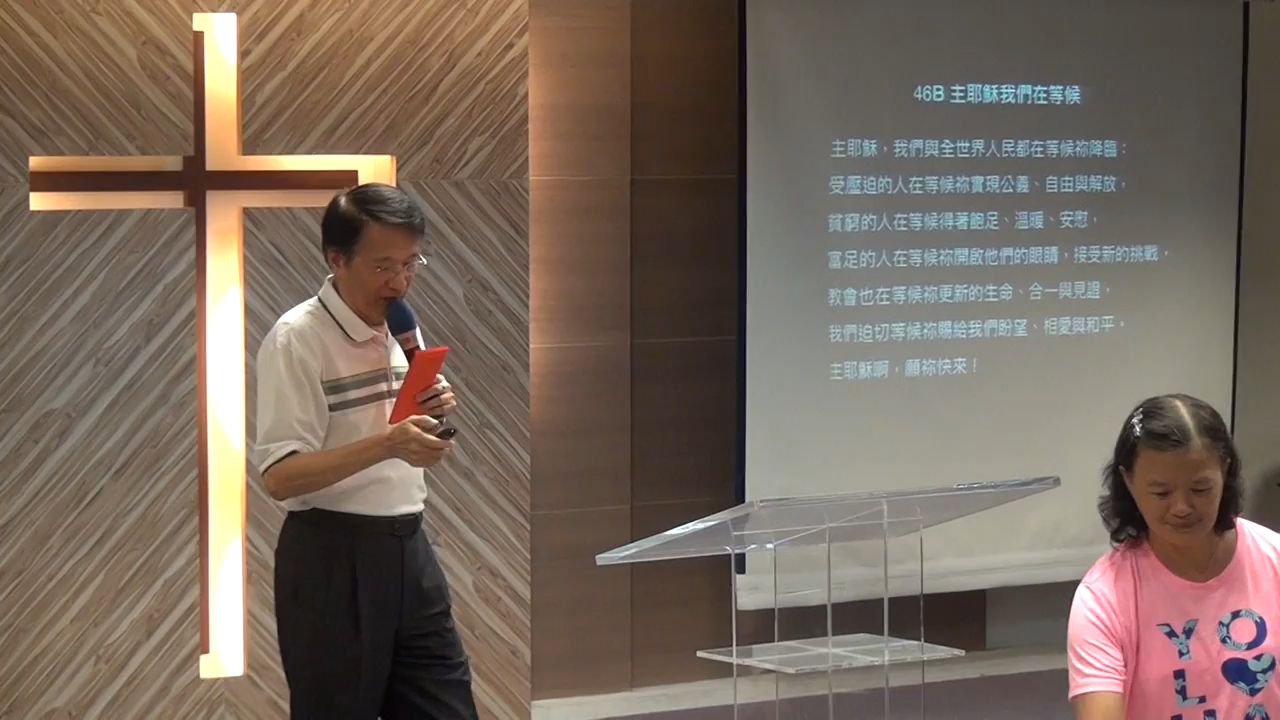 46B 主耶穌我們在等候
主耶穌，我們與全世界人民都在等候祢降臨：
受壓迫的人在等候祢實現公義、自由與解放，
貧窮的人在等候得著飽足、溫暖、安慰，
富足的人在等候祢開啟他們的眼睛，接受新的挑戰，
教會也在等候祢更新的生命、合一與見證，
我們迫切等候祢賜給我們盼望、相愛與和平。
主耶穌啊，願祢快來！
YO
L